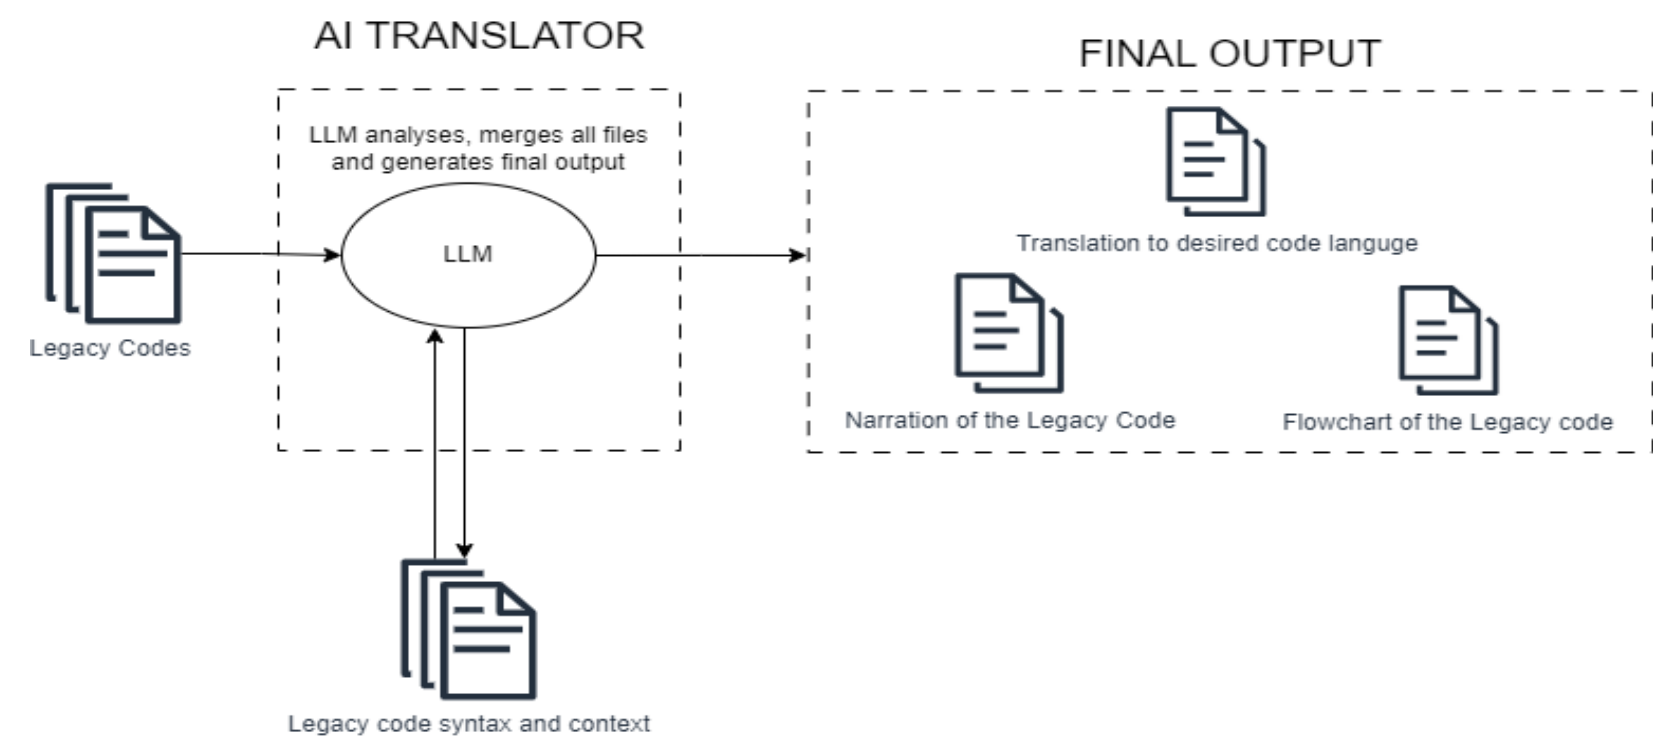 AI TRANSLATOR
FINAL OUTPUT
LLM analyses, merges all files
and generates final output
LLM
Legacy Codes
Translation to desired code languge
Narration of the Legacy Code
Flowchart of the Legacy code
Legacy code syntax and context